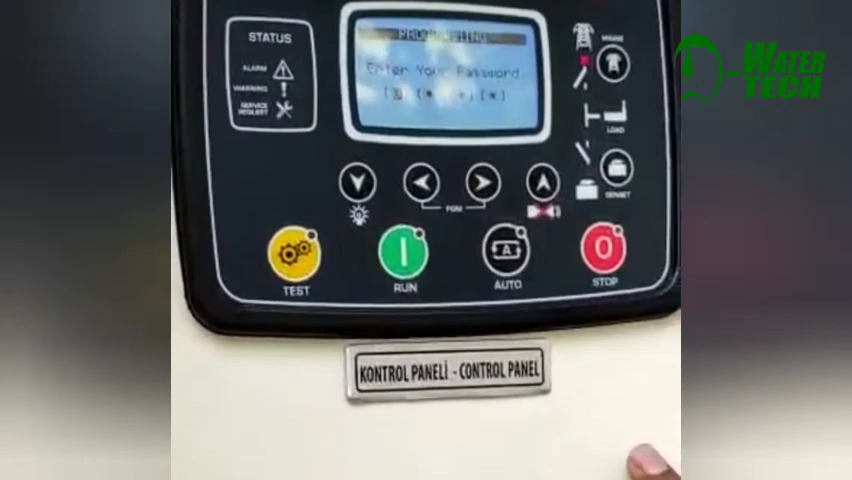 STATUS
ALARM
WARNING
SERVICE REQUEST
PROGRAMMING
Enter Your Password
MAINS
LOAD
GENSET
PGM
TEST
RUN
A
AUTO
STOP
KONTROL PANELİ - CONTROL PANEL
WATER
TECH